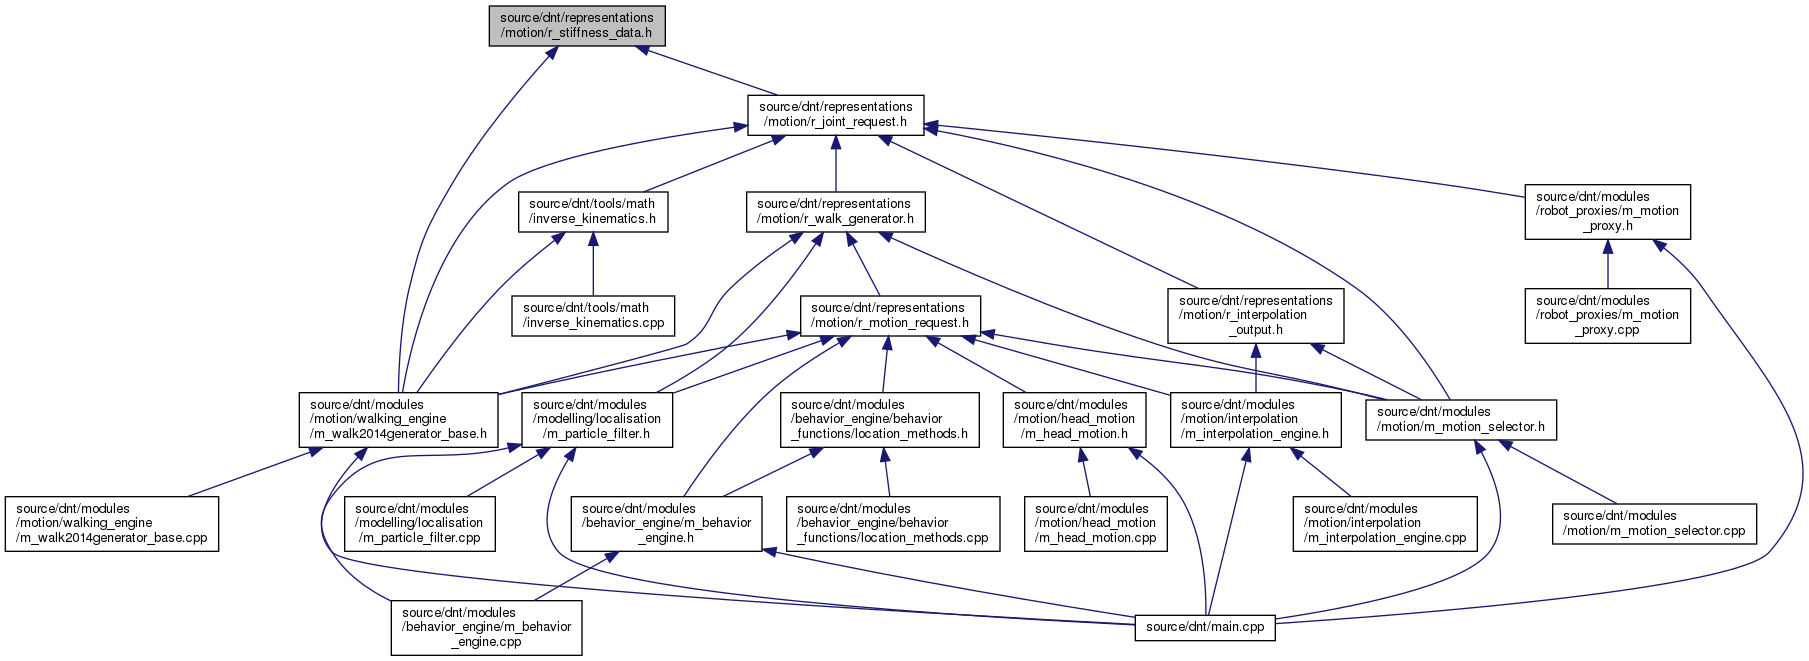 source/dnt/representations
/motion/r_stiffness_data.h
source/dnt/representations
/motion/r_joint_request.h
source/dnt/tools/math
/inverse_kinematics.h
source/dnt/representations
/motion/r_walk_generator.h
source/dnt/modules
/robot_proxies/m_motion
_proxy.h
source/dnt/tools/math
/inverse_kinematics.cpp
source/dnt/representations
/motion/r_motion_request.h
source/dnt/representations
/motion/r_interpolation
_output.h
source/dnt/modules
/robot_proxies/m_motion
_proxy.cpp
source/dnt/modules
/motion/walking_engine
/m_walk2014generator_base.h
source/dnt/modules
/modelling/localisation
/m_particle_filter.h
source/dnt/modules
/behavior_engine/behavior
_functions/location_methods.h
source/dnt/modules
/motion/head_motion
/m_head_motion.h
source/dnt/modules
/motion/interpolation
/m_interpolation_engine.h
source/dnt/modules
/motion/m_motion_selector.h
source/dnt/modules
/motion/walking_engine
/m_walk2014generator_base.cpp
source/dnt/modules
/modelling/localisation
/m_particle_filter.cpp
source/dnt/modules
/behavior_engine/m_behavior
_engine.h
source/dnt/modules
/behavior_engine/behavior
_functions/location_methods.cpp
source/dnt/modules
/motion/head_motion
/m_head_motion.cpp
source/dnt/modules
/motion/interpolation
/m_interpolation_engine.cpp
source/dnt/modules
/motion/m_motion_selector.cpp
source/dnt/modules
/behavior_engine/m_behavior
_engine.cpp
source/dnt/main.cpp